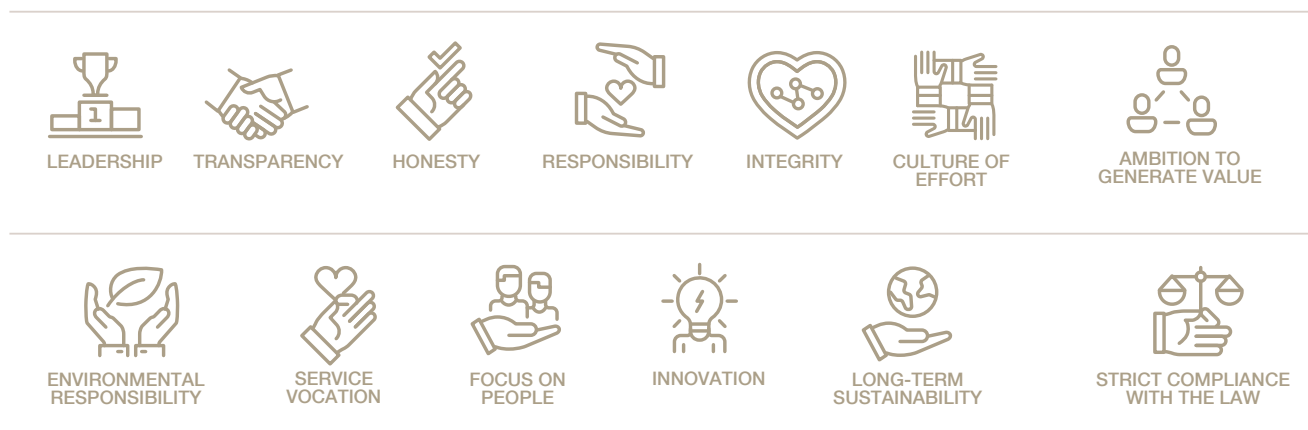 1
LEADERSHIP
TRANSPARENCY
HONESTY
RESPONSIBILITY
INTEGRITY
CULTURE OF
EFFORT
AMBITION TO
GENERATE VALUE
ENVIRONMENTAL
RESPONSIBILITY
SERVICE
VOCATION
FOCUS ON
PEOPLE
INNOVATION
LONG-TERM
SUSTAINABILITY
STRICT COMPLIANCE
WITH THE LAW